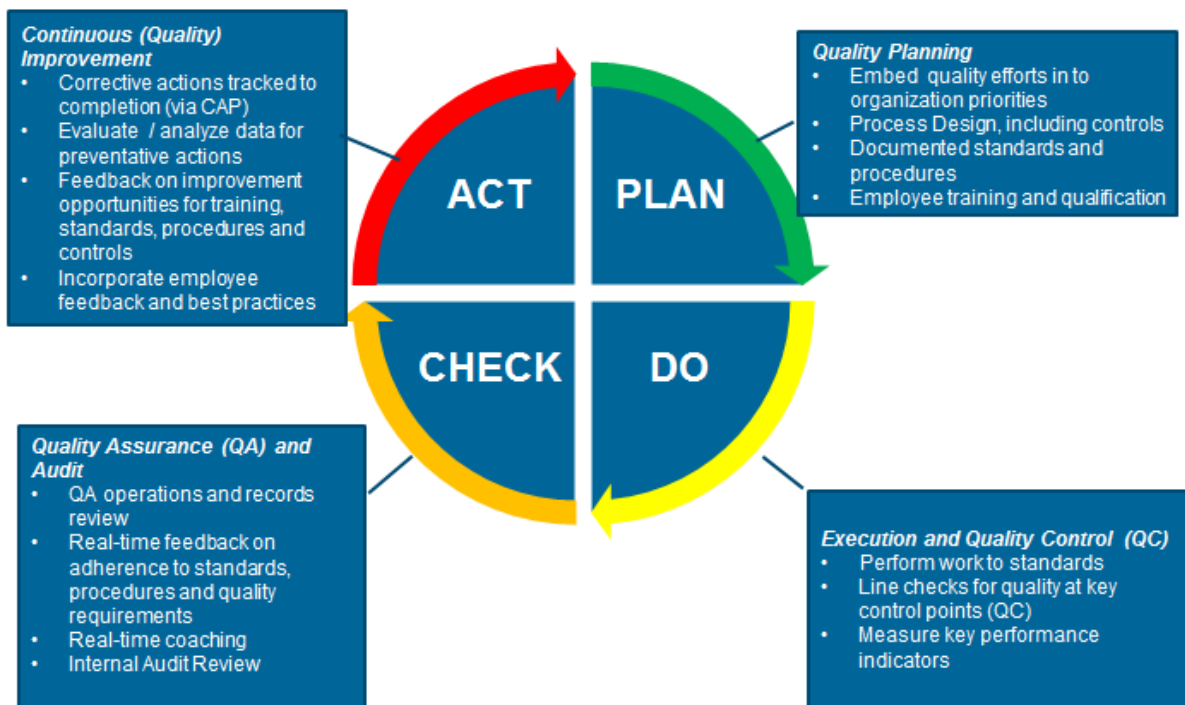 Continuous (Quality)
Improvement
• Corrective actions tracked to
completion (via CAP)
• Evaluate / analyze data for
preventative actions
• Feedback on improvement
opportunities for training,
standards, procedures and
controls
• Incorporate employee
feedback and best practices
ACT
PLAN
Quality Planning
• Embed quality efforts in to
organization priorities
• Process Design, including controls
• Documented standards and
procedures
• Employee training and qualification
CHECK
DO
Quality Assurance (QA) and
Audit
• QA operations and records
review
• Real-time feedback on
adherence to standards,
procedures and quality
requirements
• Real-time coaching
• Internal Audit Review
Execution and Quality Control (QC)
• Perform work to standards
• Line checks for quality at key
control points (QC)
• Measure key performance
indicators